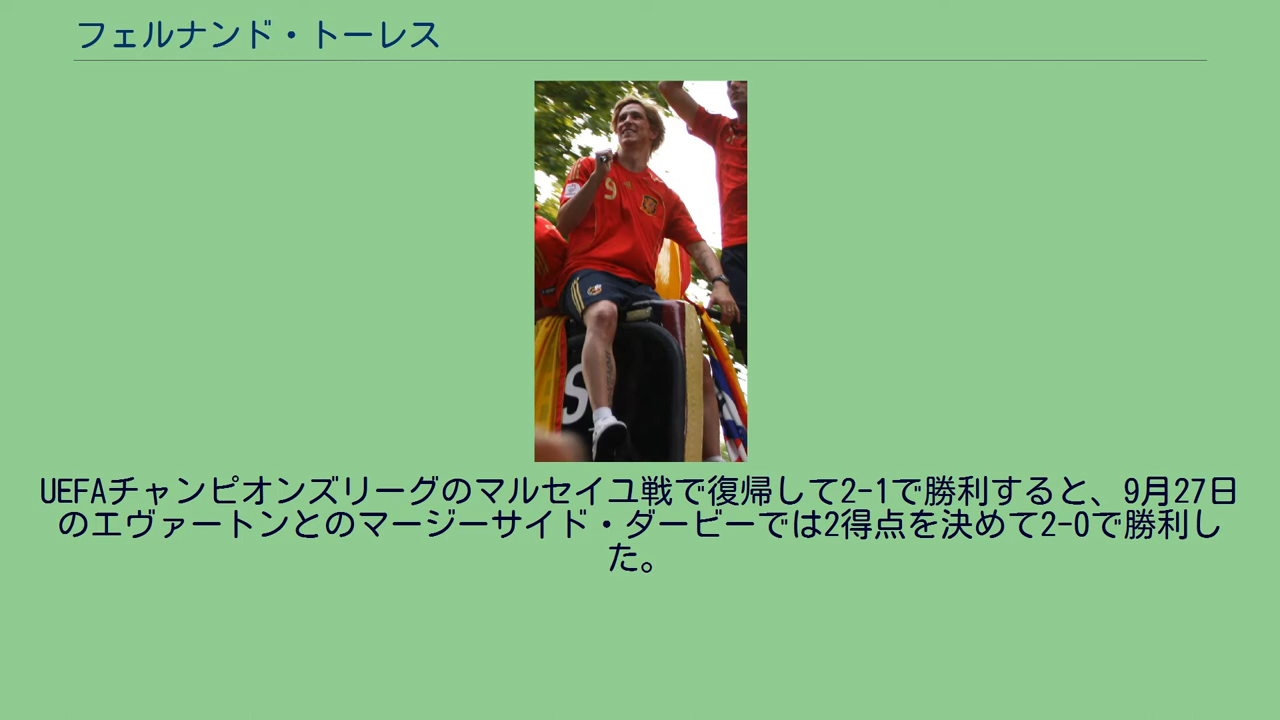 フェルナンド・トーレス
9
S
UEFAチャンピオンズリーグのマルセイユ戦で復帰して2-1で勝利すると、9月27日
のエヴァートンとのマージーサイド・ダービーでは2得点を決めて2-0で勝利し
た。